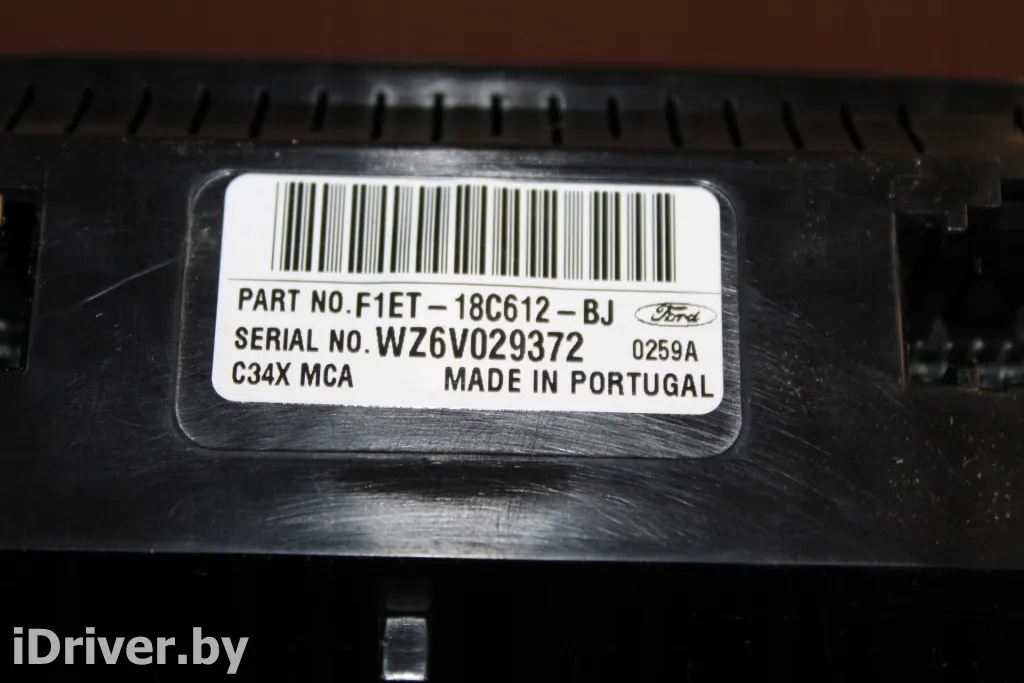 PART NO. F1ET-18C612-BJ Ford
SERIAL NO. WZ6V029372 0259A
C34X MCA MADE IN PORTUGAL
iDriver.by